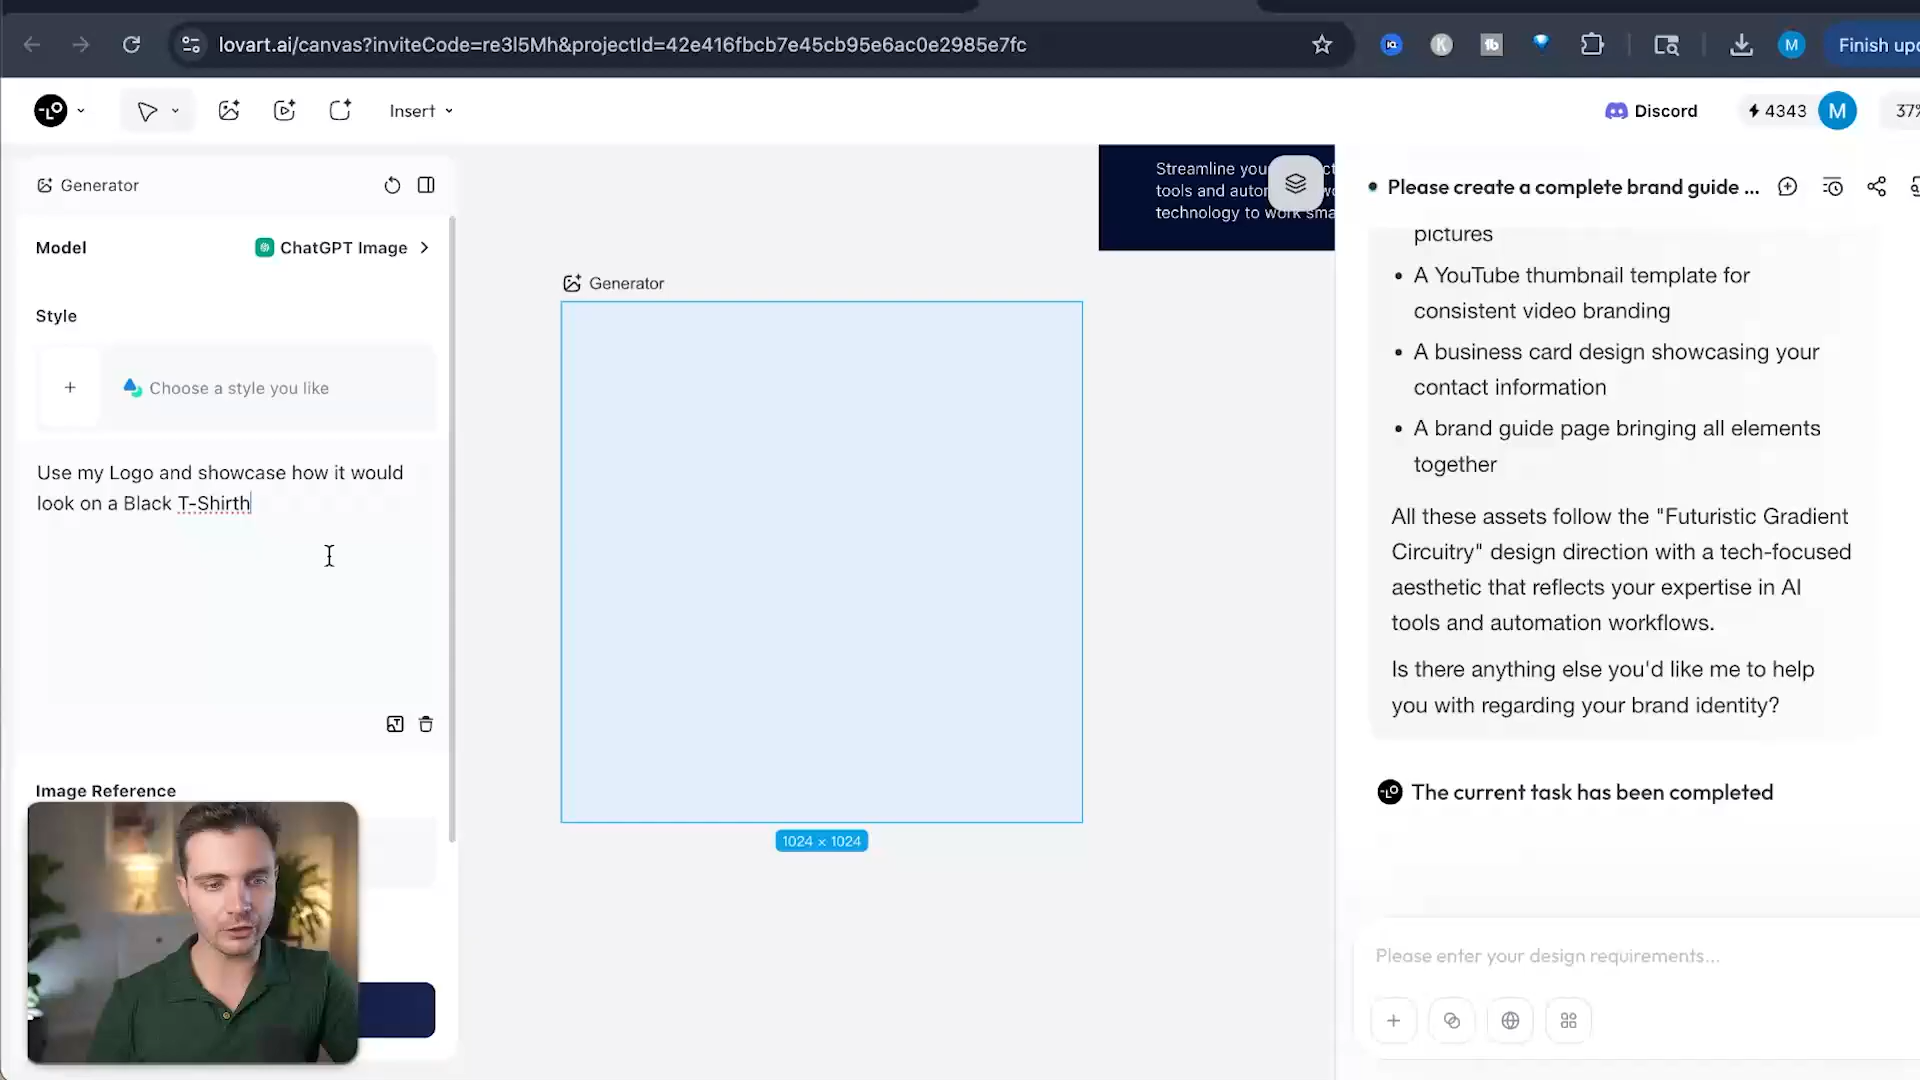 lovart.ai/canvas?inviteCode=re3l5Mh&projectId=42e416fbcb7e45cb95e6ac0e2985e7fc
M
Finish
Insert
Discord
4343
M
37%
Generator
Model
ChatGPT Image
Style
+
Choose a style you like
Use my Logo and showcase how it would
look on a Black T-Shirth
Image Reference
Streamline you
tools and
technology to work
Generator
1024 × 1024
Please create a complete brand guide ...
pictures
• A YouTube thumbnail template for
consistent video branding
• A business card design showcasing your
contact information
• A brand guide page bringing all elements
together
All these assets follow the "Futuristic Gradient
Circuitry" design direction with a tech-focused
aesthetic that reflects your expertise in AI
tools and automation workflows.
Is there anything else you'd like me to help
you with regarding your brand identity?
The current task has been completed
Please enter your design requirements...